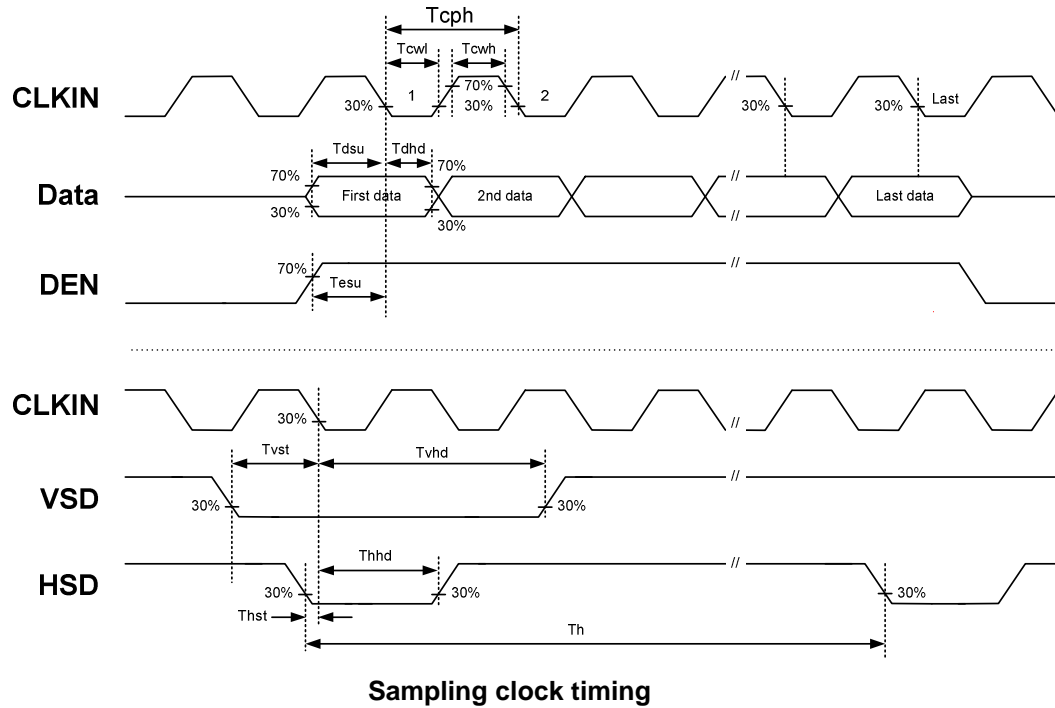 Tcph
Tcwl Tcwh
CLKIN 30% 1 70% 30% 2 // 30% 30% Last
Tdsu Tdhd
Data 70% 30% First data 70% 30% 2nd data // // Last data
DEN 70% Tesu //
CLKIN 30% //
Tvst Tvhd
VSD 30% 30% //
Thhd
HSD 30% 30% // 30%
Thst
Th
Sampling clock timing